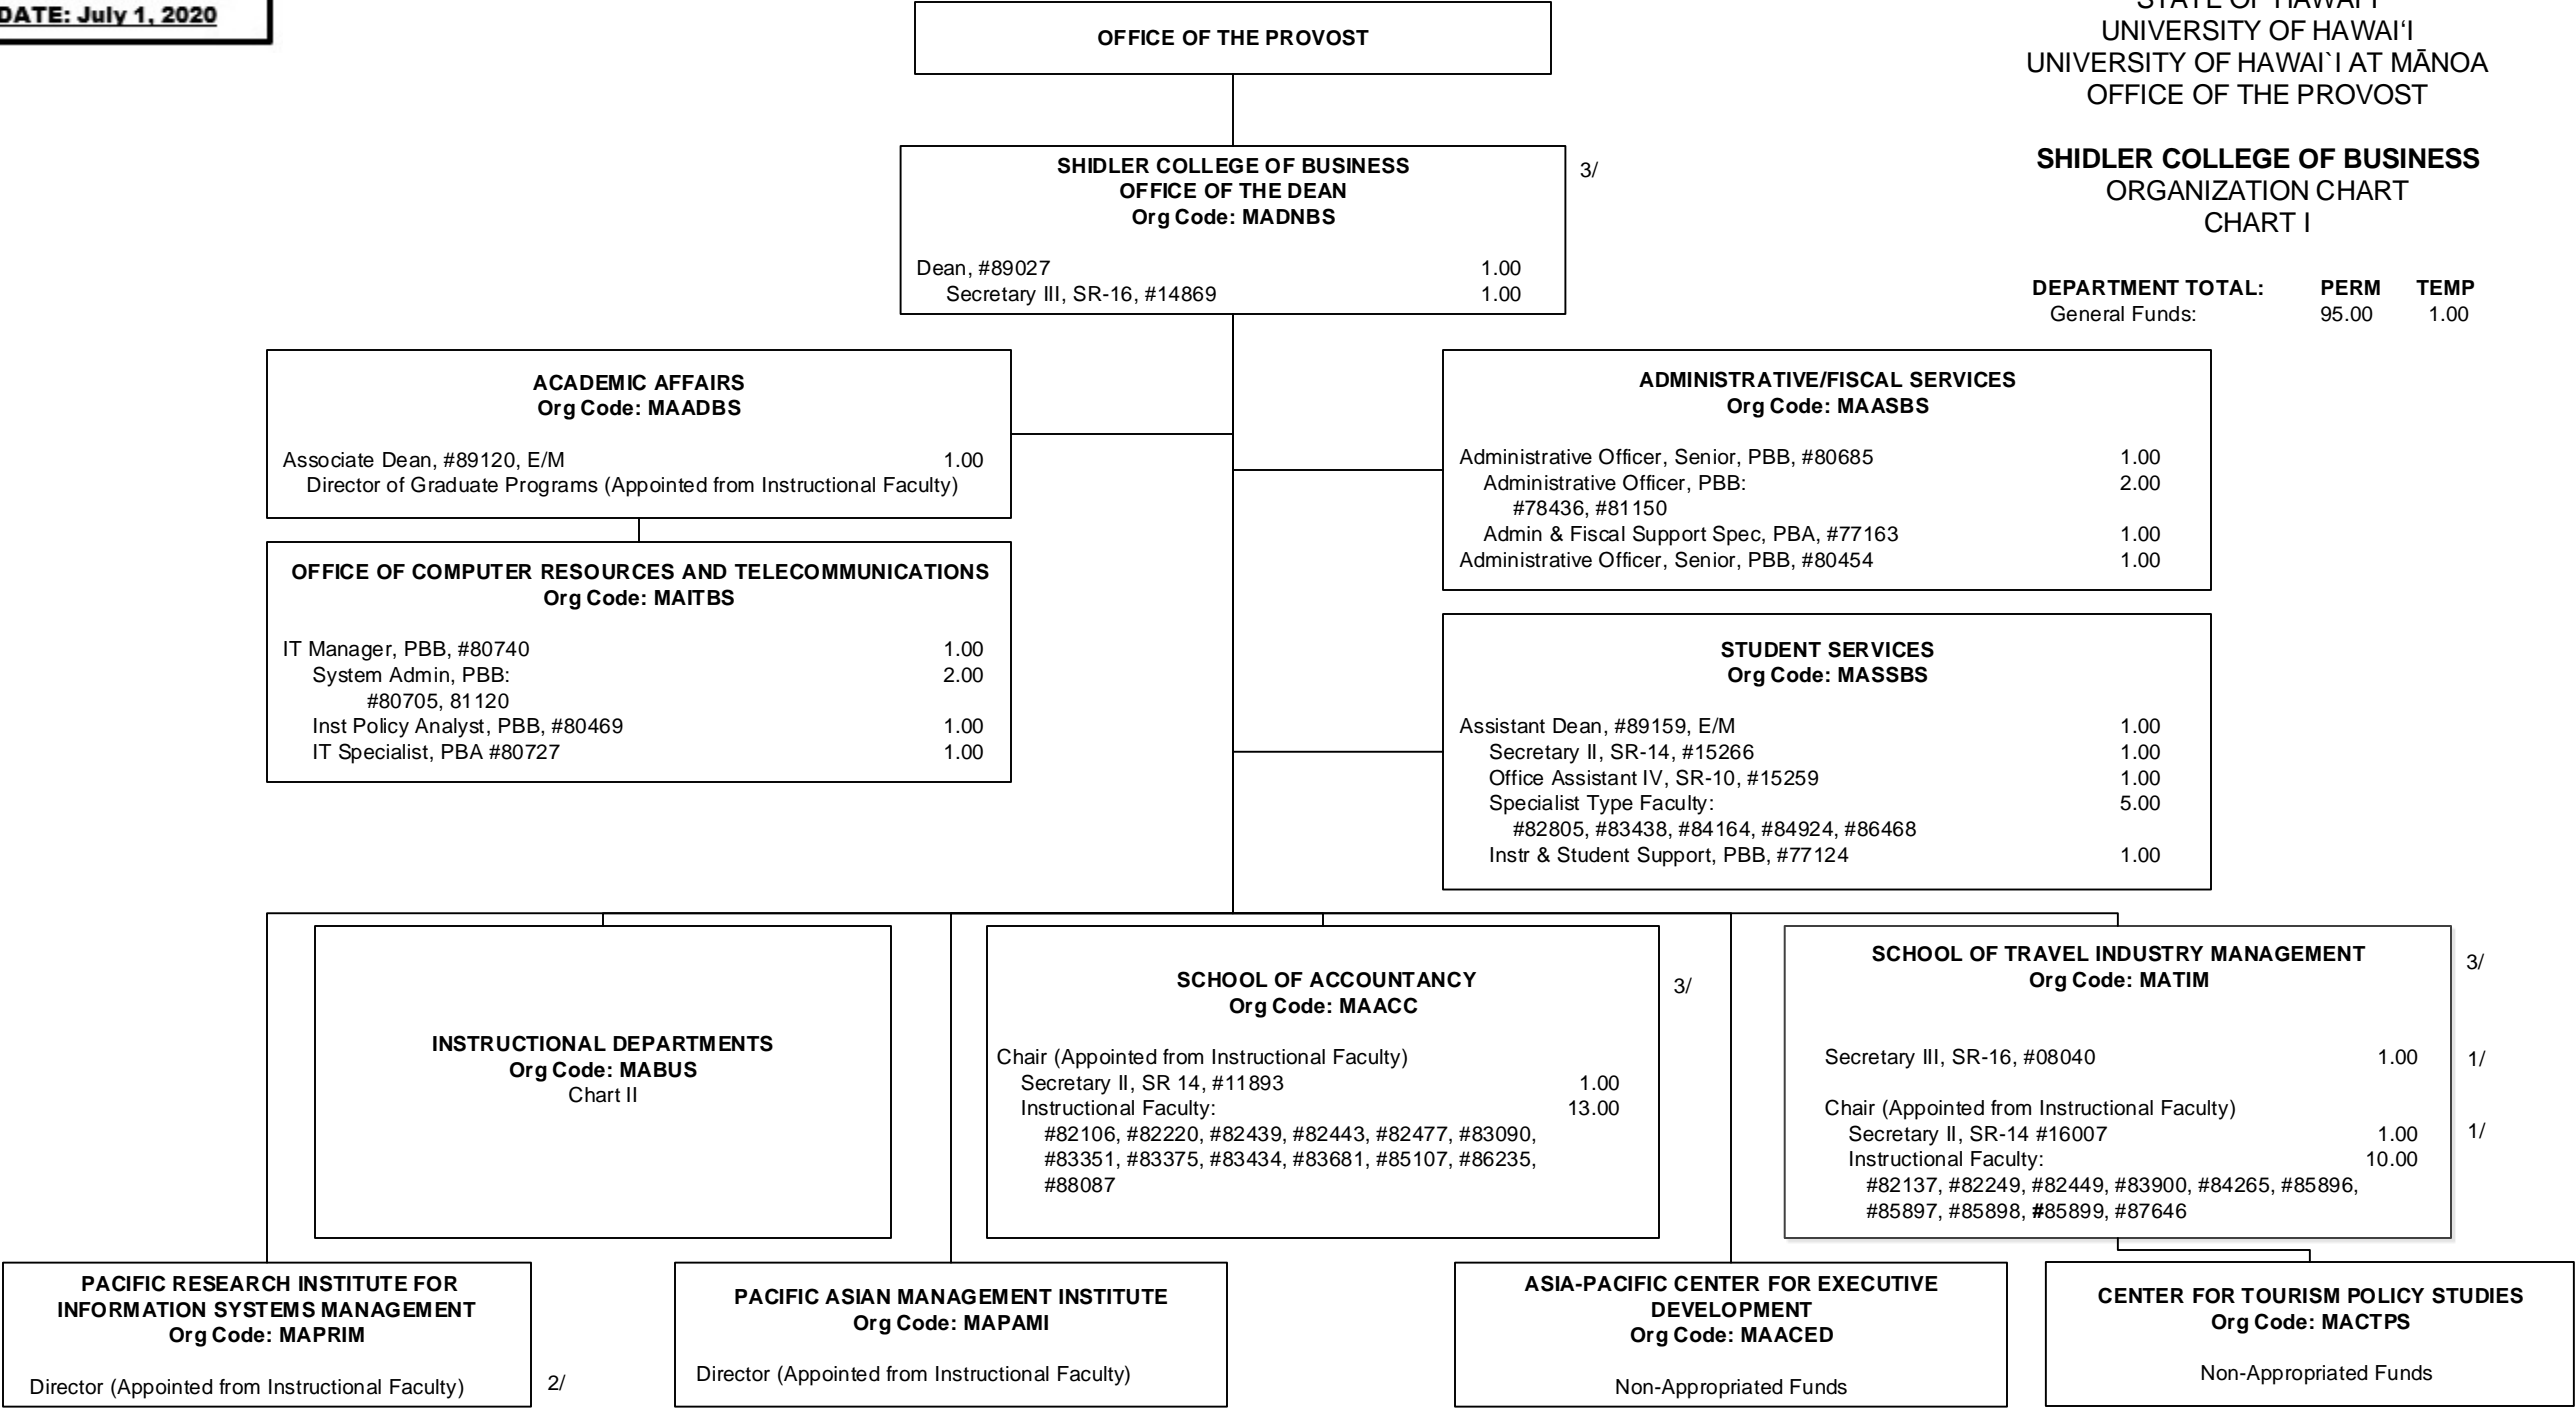 DATE: July 1, 2020
STATE OF HAWAI‘I
UNIVERSITY OF HAWAI‘I
UNIVERSITY OF HAWAI`I AT MĀNOA
OFFICE OF THE PROVOST
SHIDLER COLLEGE OF BUSINESS
ORGANIZATION CHART
CHART I
DEPARTMENT TOTAL: PERM TEMP
General Funds: 95.00 1.00
OFFICE OF THE PROVOST
SHIDLER COLLEGE OF BUSINESS
OFFICE OF THE DEAN
Org Code: MADNBS
Dean, #89027 1.00
Secretary III, SR-16, #14869 1.00
3/
ACADEMIC AFFAIRS
Org Code: MAADBS
Associate Dean, #89120, E/M 1.00
Director of Graduate Programs (Appointed from Instructional Faculty)
OFFICE OF COMPUTER RESOURCES AND TELECOMMUNICATIONS
Org Code: MAITBS
IT Manager, PBB, #80740 1.00
System Admin, PBB: 2.00
#80705, 81120
Inst Policy Analyst, PBB, #80469 1.00
IT Specialist, PBA #80727 1.00
ADMINISTRATIVE/FISCAL SERVICES
Org Code: MAASBS
Administrative Officer, Senior, PBB, #80685 1.00
Administrative Officer, PBB: 2.00
#78436, #81150
Admin & Fiscal Support Spec, PBA, #77163 1.00
Administrative Officer, Senior, PBB, #80454 1.00
STUDENT SERVICES
Org Code: MASSBS
Assistant Dean, #89159, E/M 1.00
Secretary II, SR-14, #15266 1.00
Office Assistant IV, SR-10, #15259 1.00
Specialist Type Faculty: 5.00
#82805, #83438, #84164, #84924, #86468
Instr & Student Support, PBB, #77124 1.00
INSTRUCTIONAL DEPARTMENTS
Org Code: MABUS
Chart II
SCHOOL OF ACCOUNTANCY
Org Code: MAACC
3/
Chair (Appointed from Instructional Faculty)
Secretary II, SR 14, #11893 1.00
Instructional Faculty: 13.00
#82106, #82220, #82439, #82443, #82477, #83090,
#83351, #83375, #83434, #83681, #85107, #86235,
#88087
SCHOOL OF TRAVEL INDUSTRY MANAGEMENT
Org Code: MATIM
3/
Secretary III, SR-16, #08040 1.00 1/
Chair (Appointed from Instructional Faculty)
Secretary II, SR-14 #16007 1.00 1/
Instructional Faculty: 10.00
#82137, #82249, #82449, #83900, #84265, #85896,
#85897, #85898, #85899, #87646
PACIFIC RESEARCH INSTITUTE FOR
INFORMATION SYSTEMS MANAGEMENT
Org Code: MAPRIM
Director (Appointed from Instructional Faculty) 2/
PACIFIC ASIAN MANAGEMENT INSTITUTE
Org Code: MAPAMI
Director (Appointed from Instructional Faculty)
ASIA-PACIFIC CENTER FOR EXECUTIVE
DEVELOPMENT
Org Code: MAACED
Non-Appropriated Funds
CENTER FOR TOURISM POLICY STUDIES
Org Code: MACTPS
Non-Appropriated Funds